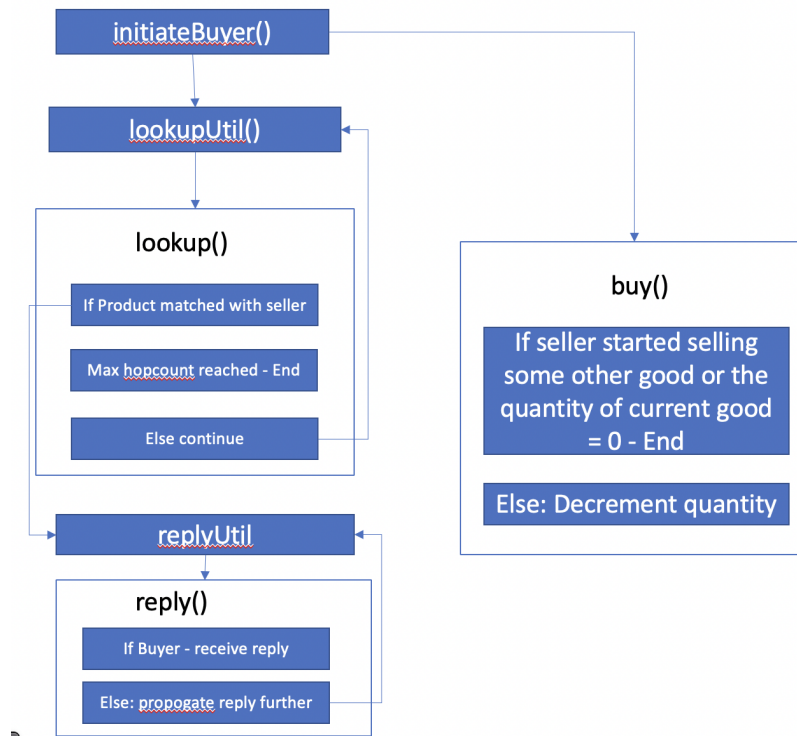 initiateBuyer()
lookupUtil()
lookup()
If Product matched with seller
Max hopcount reached - End
Else continue
replyUtil
reply()
If Buyer - receive reply
Else: propogate reply further
buy()
If seller started selling
some other good or the
quantity of current good
= 0 - End
Else: Decrement quantity